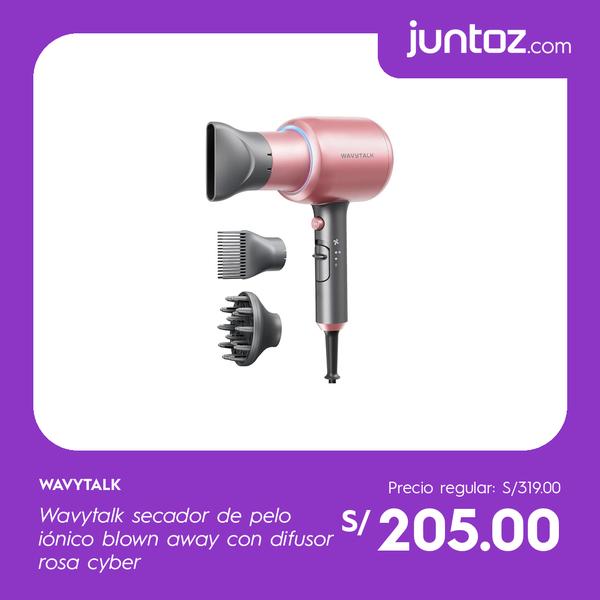 juntoz.com
WAVYTALK
WAVYTALK
Wavytalk secador de pelo
iónico blown away con difusor
rosa cyber
Precio regular: S/319.00
S/ 205.00